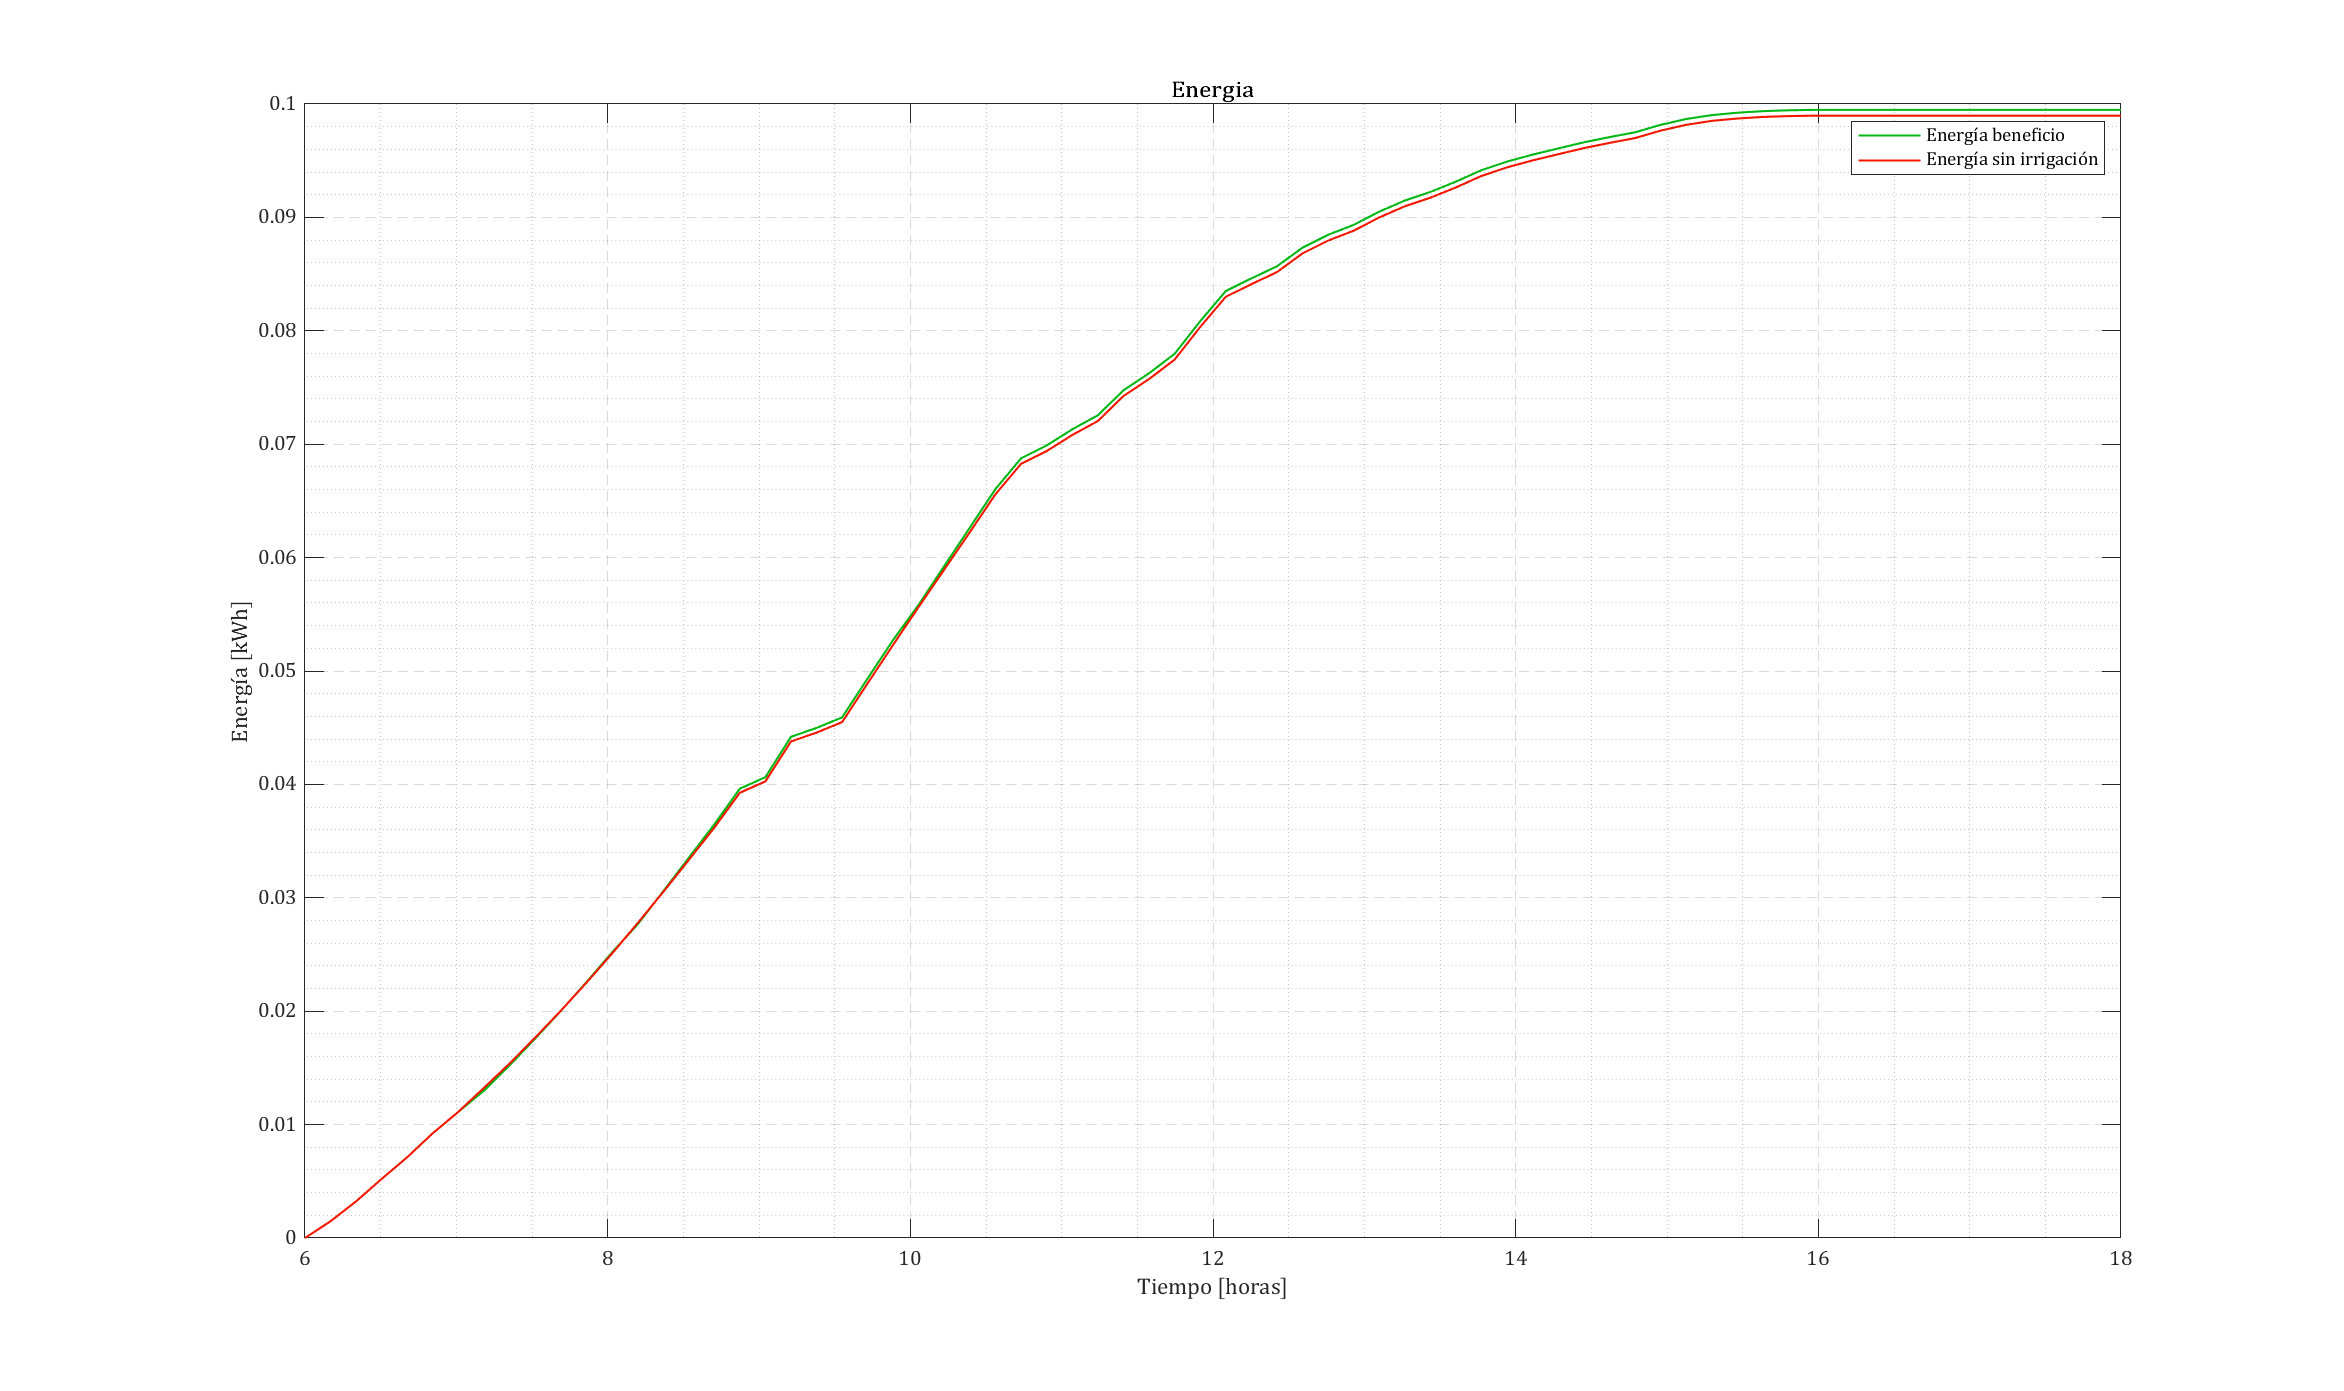 Energia
0.1
0.09
0.08
0.07
0.06
0.05
0.04
0.03
0.02
0.01
0
Energía [kWh]
Energía beneficio
Energía sin irrigación
6 8 10 12 14 16 18
Tiempo [horas]